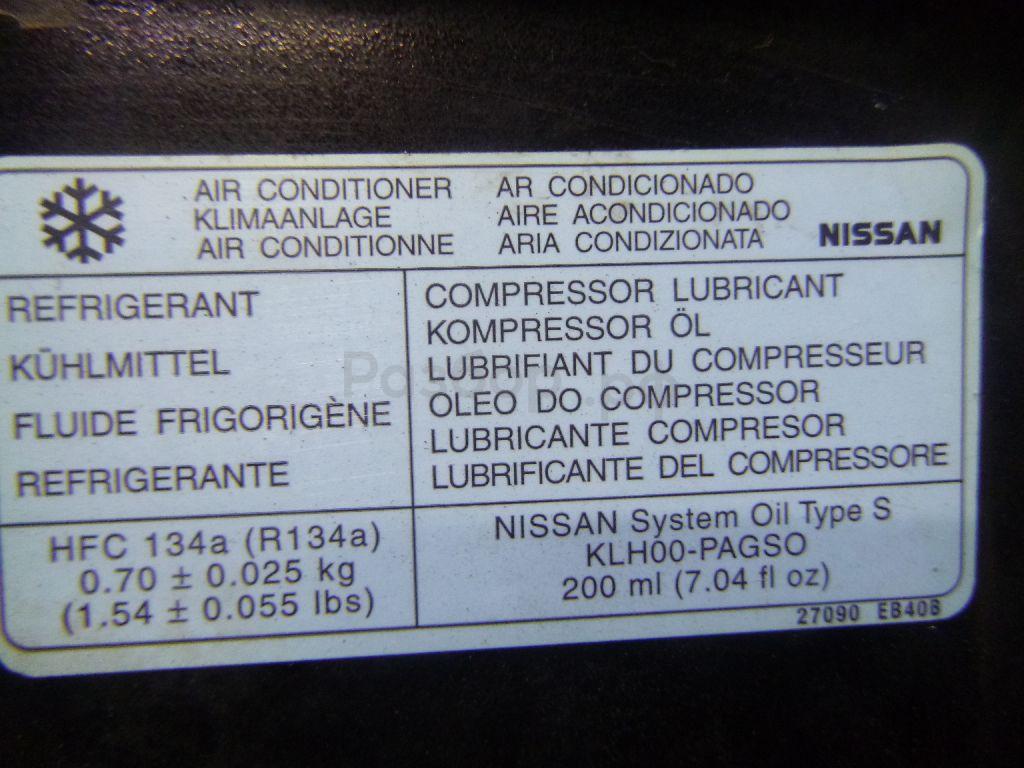 AIR CONDITIONER AR CONDICIONADO
KLIMAANLAGE AIRE ACONDICIONADO
AIR CONDITIONNE ARIA CONDIZIONATA
NISSAN
REFRIGERANT
KÜHLMITTEL
FLUIDE FRIGORIGÈNE
REFRIGERANTE
COMPRESSOR LUBRICANT
KOMPRESSOR ÖL
LUBRIFIANT DU COMPRESSEUR
OLEO DO COMPRESSOR
LUBRICANTE COMPRESOR
LUBRIFICANTE DEL COMPRESSORE
HFC 134a (R134a)
0.70 ± 0.025 kg
(1.54 ± 0.055 lbs)
NISSAN System Oil Type S
KLH00-PAGSO
200 ml (7.04 fl oz)
27090 EB408
Разбор.рф